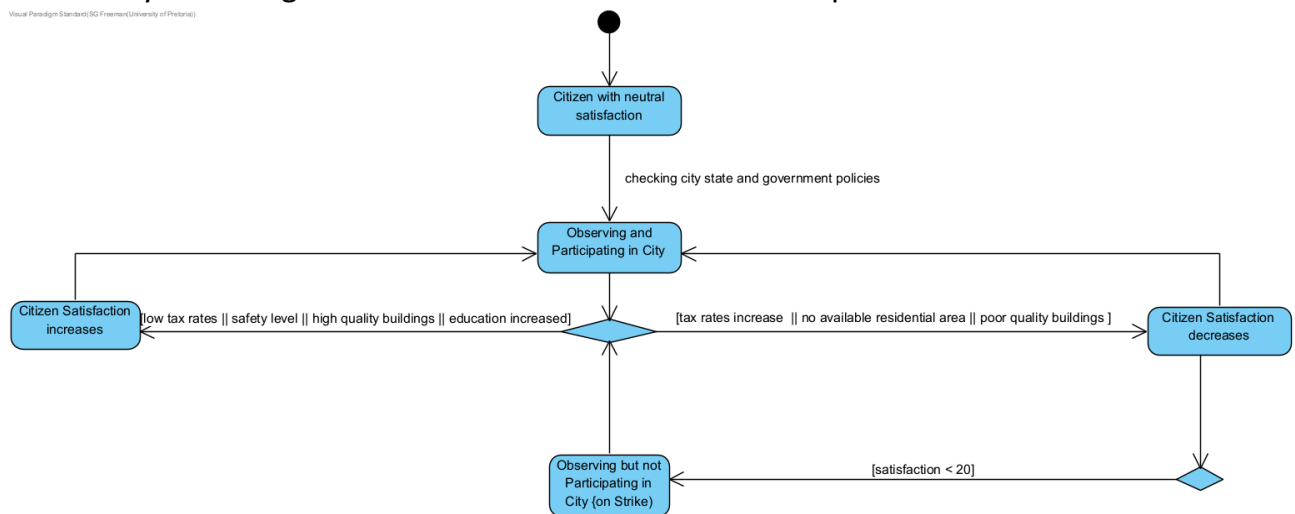 Visual Paradigm Standard(SG Freeman(University of Pretoria))
Citizen with neutral
satisfaction
checking city state and government policies
Observing and
Participating in City
Citizen Satisfaction
increases
[low tax rates || safety level || high quality buildings || education increased]
[tax rates increase || no available residential area || poor quality buildings ]
Citizen Satisfaction
decreases
Observing but not
Participating in
City {on Strike)
[satisfaction < 20]